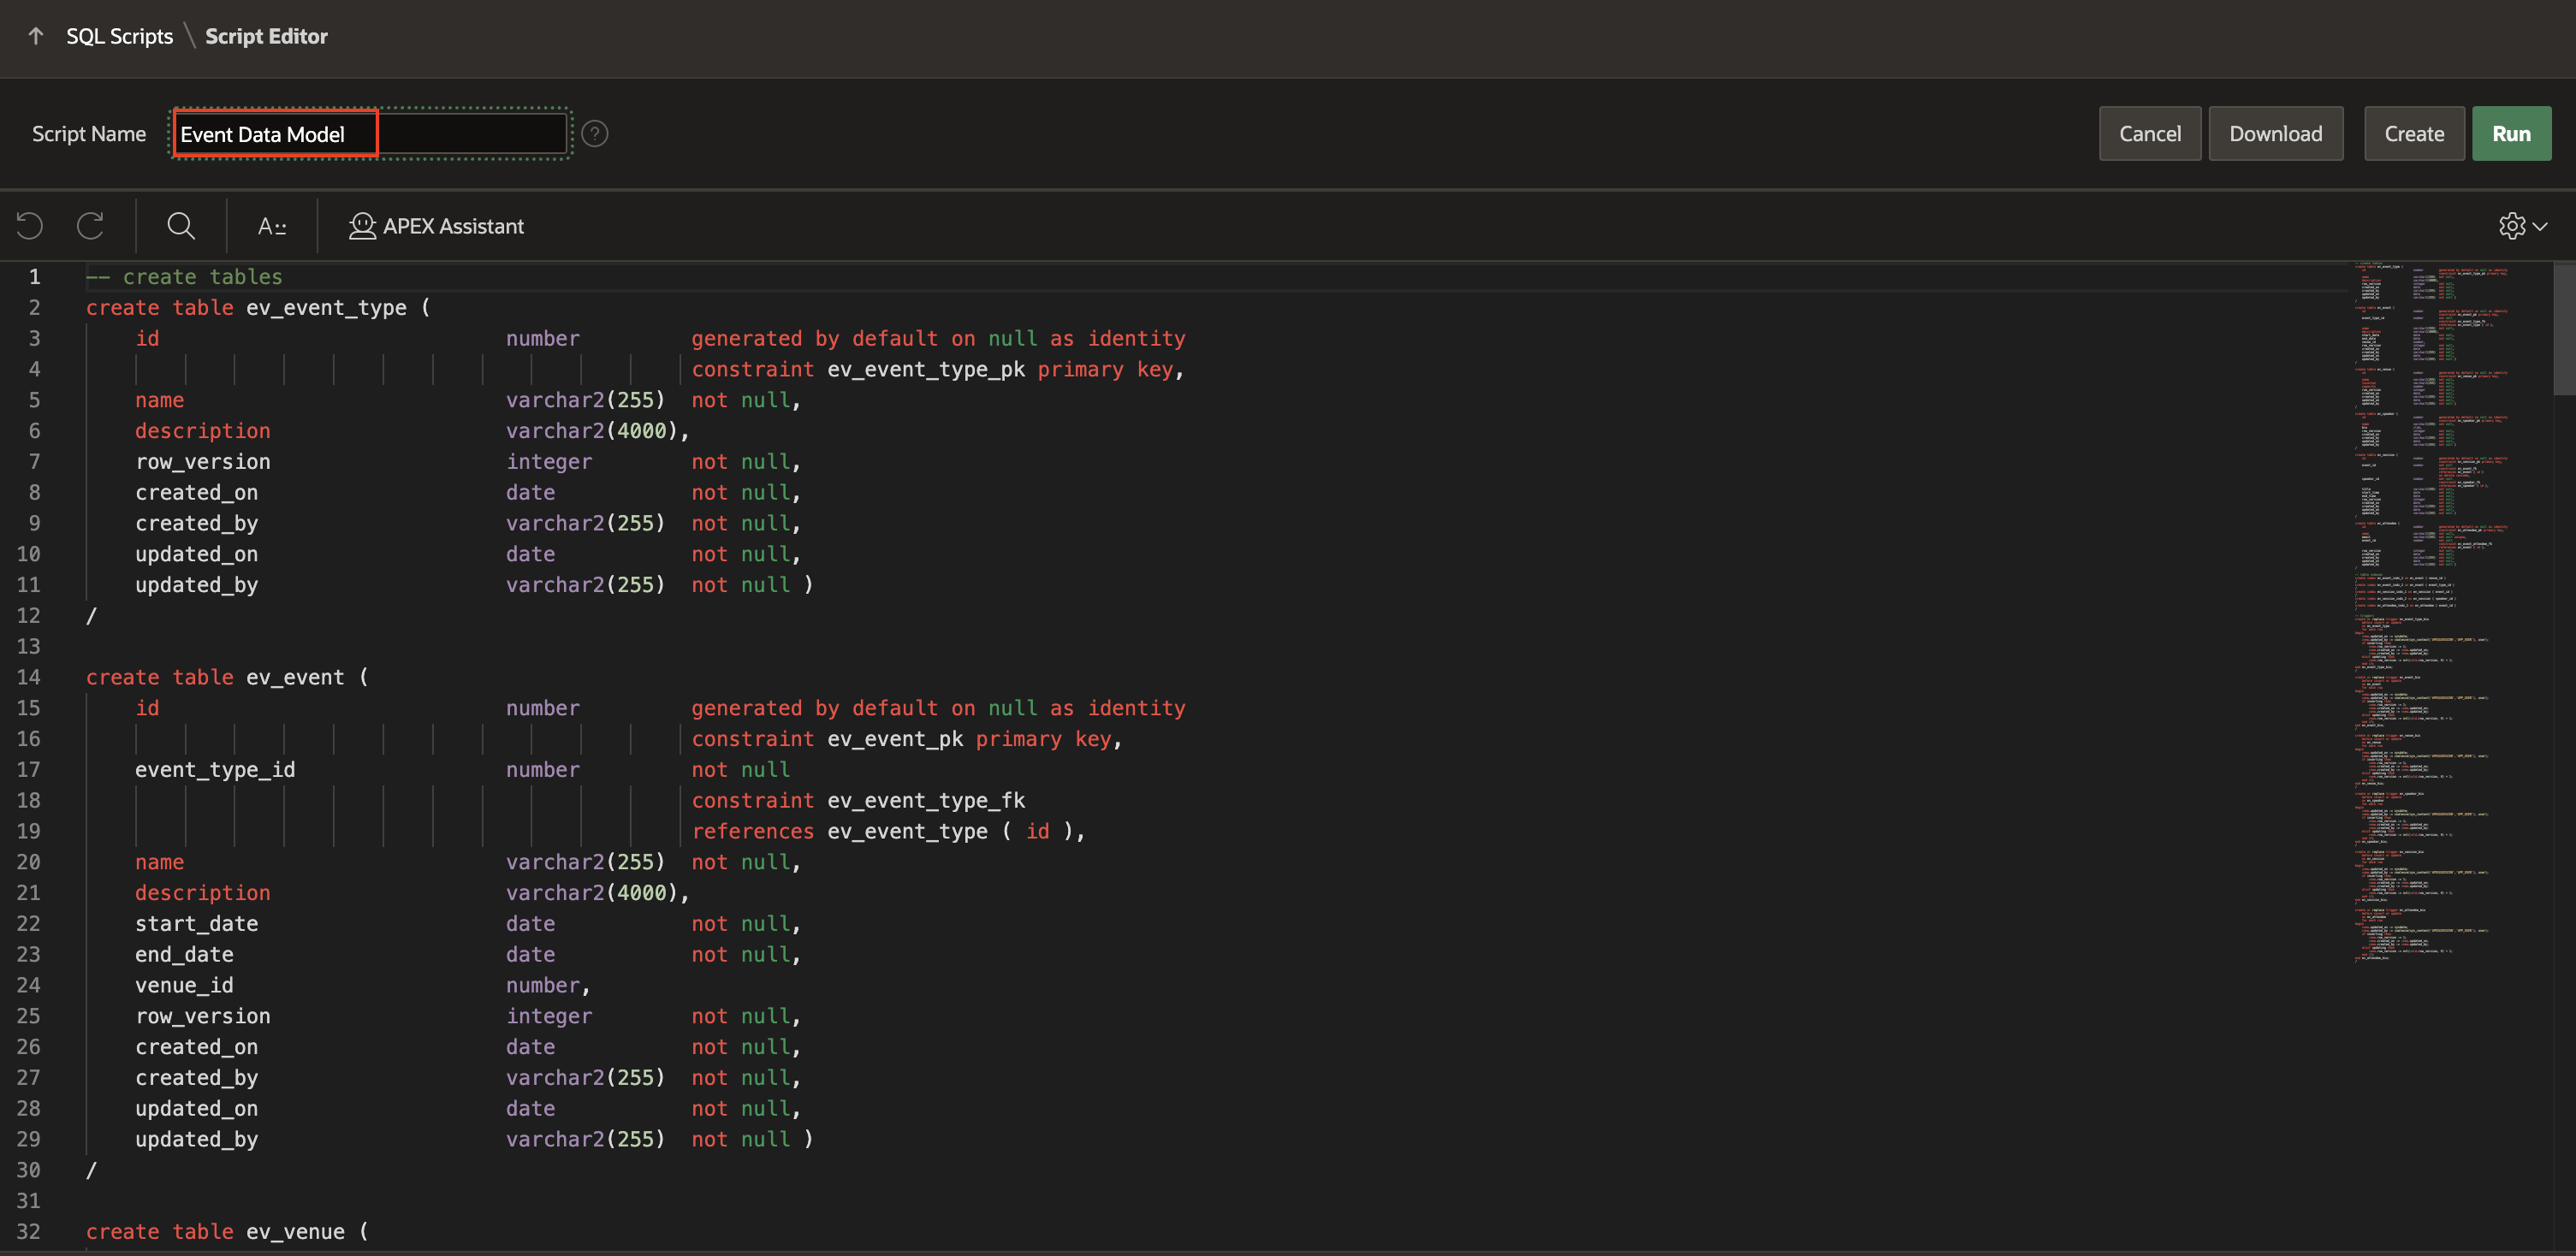 SQL Scripts \ Script Editor
Script Name Event Data Model ? Cancel Download Create Run
A APEX Assistant
1 -- create tables
2 create table ev_event_type (
3 id number generated by default on null as identity
4 constraint ev_event_type_pk primary key,
5 name varchar2(255) not null,
6 description varchar2(4000),
7 row_version integer not null,
8 created_on date not null,
9 created_by varchar2(255) not null,
10 updated_on date not null,
11 updated_by varchar2(255) not null )
12 /
13
14 create table ev_event (
15 id number generated by default on null as identity
16 constraint ev_event_pk primary key,
17 event_type_id number not null
18 constraint ev_event_type_fk
19 references ev_event_type ( id ),
20 name varchar2(255) not null,
21 description varchar2(4000),
22 start_date date not null,
23 end_date date not null,
24 venue_id number,
25 row_version integer not null,
26 created_on date not null,
27 created_by varchar2(255) not null,
28 updated_on date not null,
29 updated_by varchar2(255) not null )
30 /
31
32 create table ev_venue (